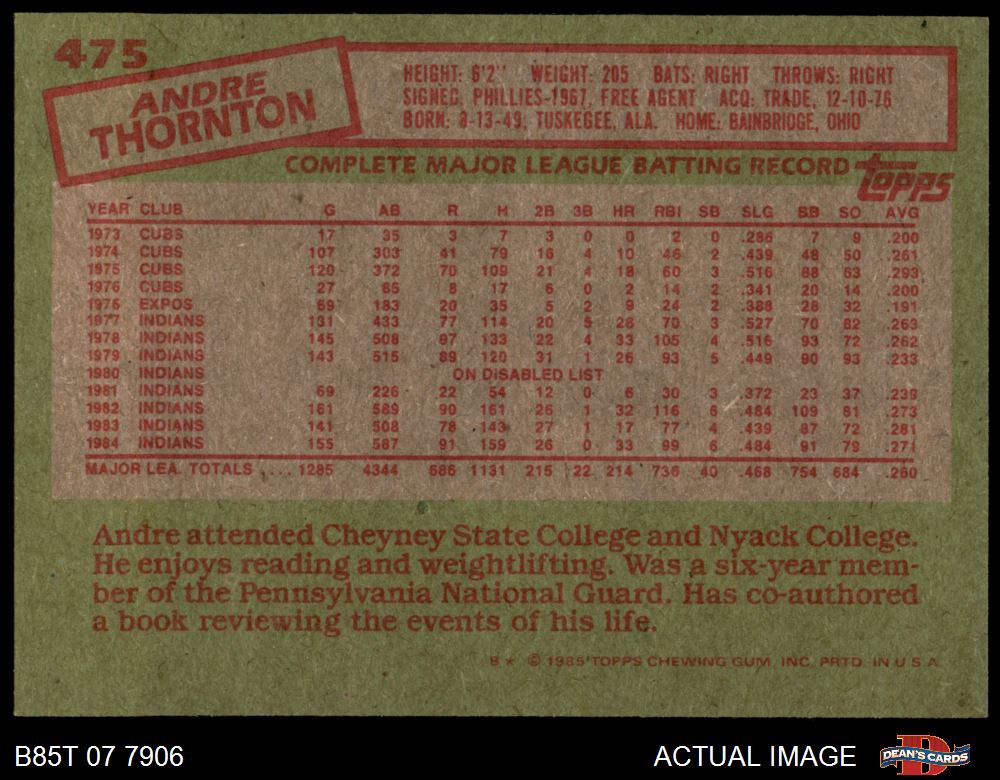 475
ANDRE
THORNTON
HEIGHT: 6'2" WEIGHT: 205 BATS: RIGHT THROWS: RIGHT
SIGNED: PHILLIES-1967, FREE AGENT ACQ: TRADE, 12-10-76
BORN: 8-13-49, TUSKEGEE, ALA. HOME: BAINBRIDGE, OHIO
COMPLETE MAJOR LEAGUE BATTING RECORD topps
YEAR CLUB G AB R H 2B 3B HR RBI SB SLG BB SO AVG
1973 CUBS 17 35 3 7 3 0 0 2 0 .286 7 9 .200
1974 CUBS 107 303 41 79 16 4 10 46 2 .439 48 50 .261
1975 CUBS 120 372 70 109 21 4 18 60 3 .516 88 63 .293
1976 CUBS 27 85 8 17 6 0 2 14 2 .341 20 14 .200
1976 EXPOS 69 183 20 35 5 2 9 24 2 .388 28 32 .191
1977 INDIANS 131 433 77 114 20 5 28 70 3 .527 70 82 .263
1978 INDIANS 145 508 97 133 22 4 33 105 4 .516 93 72 .262
1979 INDIANS 143 515 89 120 31 1 26 93 5 .449 90 93 .233
1980 INDIANS ON DISABLED LIST
1981 INDIANS 69 226 22 54 12 0 6 30 3 .372 23 37 .239
1982 INDIANS 161 589 90 161 26 1 32 116 6 .484 109 81 .273
1983 INDIANS 141 508 78 143 27 1 17 77 4 .439 87 72 .281
1984 INDIANS 155 587 91 159 26 0 33 99 6 .484 91 79 .271
MAJOR LEA. TOTALS .... 1285 4344 686 1131 215 22 214 736 40 .468 754 684 .260
Andre attended Cheyney State College and Nyack College.
He enjoys reading and weightlifting. Was a six-year mem-
ber of the Pennsylvania National Guard. Has co-authored
a book reviewing the events of his life.
B* © 1985 TOPPS CHEWING GUM, INC. PRTD. IN U.S.A.
B85T 07 7906 ACTUAL IMAGE DEAN'S CARDS